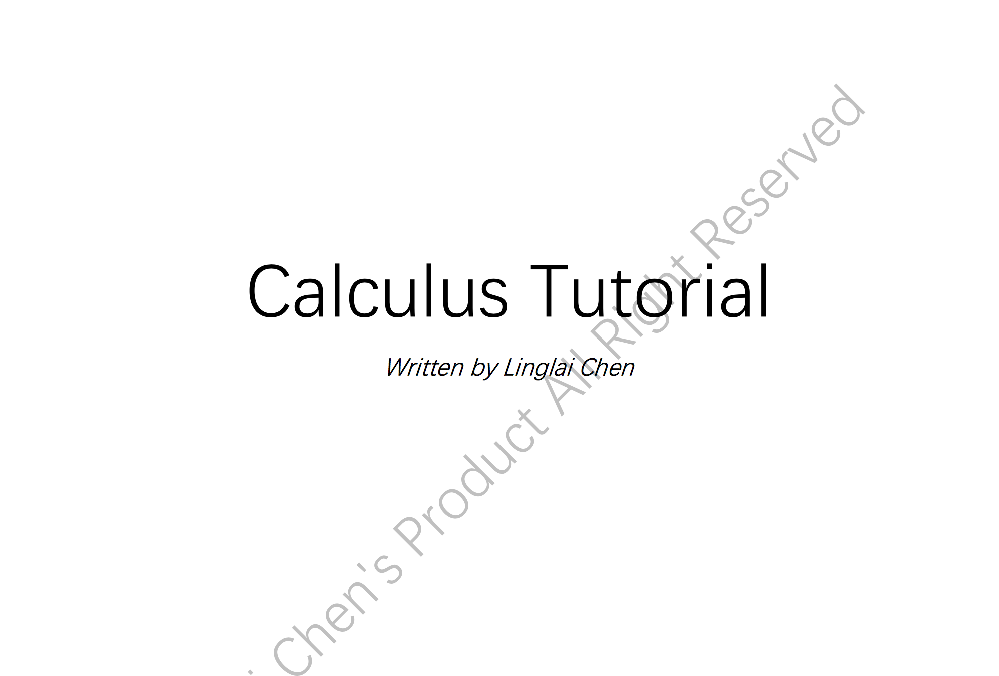 Calculus Tutorial
Written by Linglai Chen
Chen's Product All Right Reserved